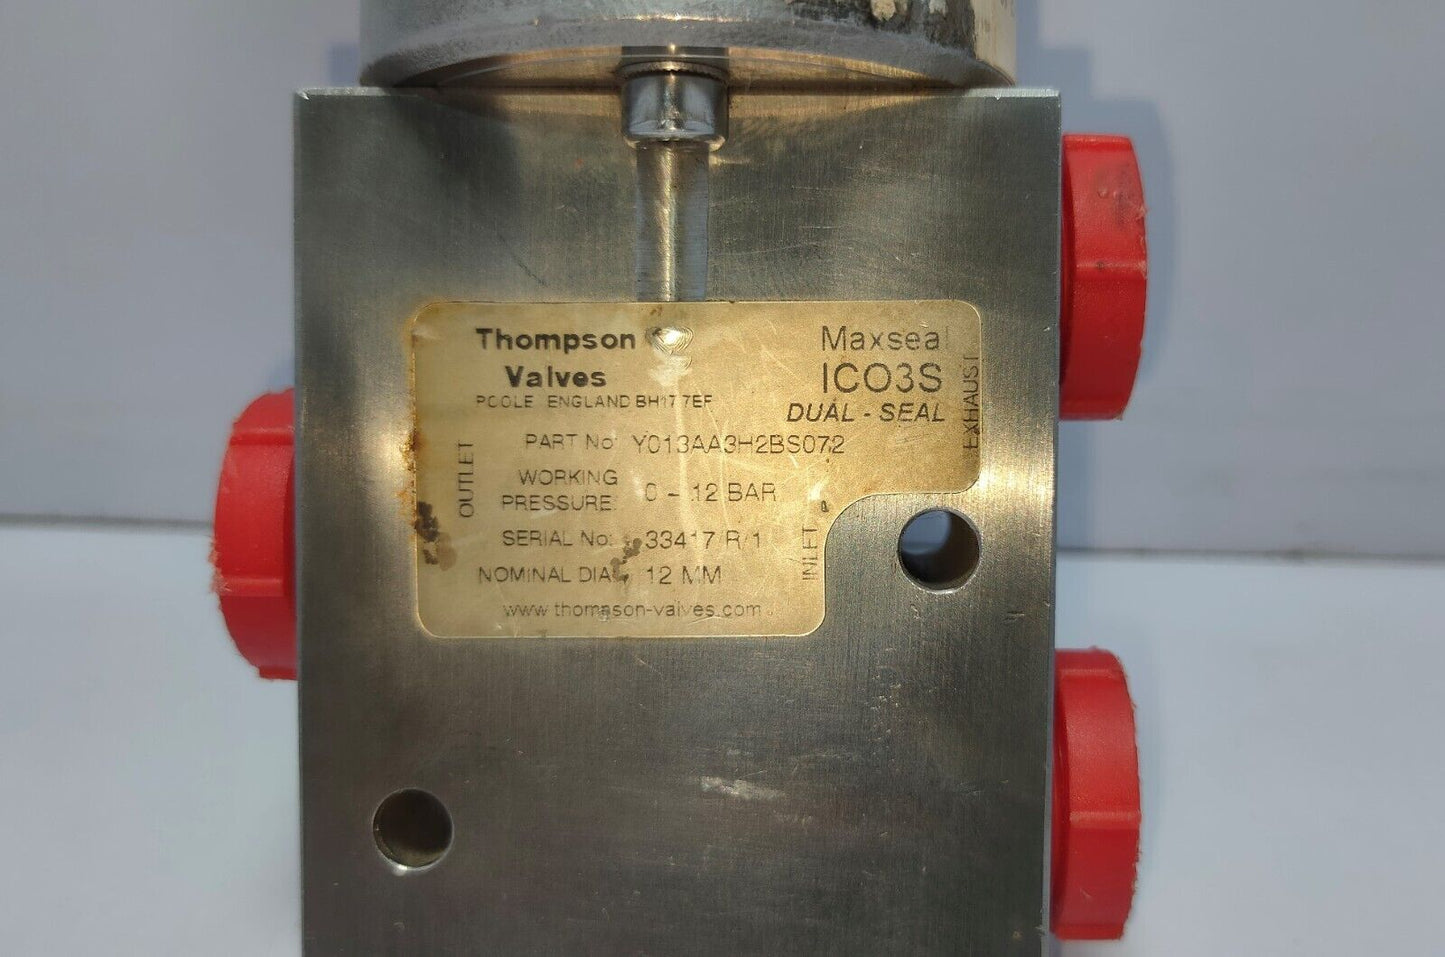 Thompson
Valves
POOLE ENGLAND BH17 7EF
Maxseal
ICO3S
DUAL - SEAL
EXHAUST
OUTLET
PART No: Y013AA3H2BS072
WORKING
PRESSURE: 0 - 12 BAR
SERIAL No: 33417 R/1
INLET
NOMINAL DIA: 12 MM
www.thompson-valves.com